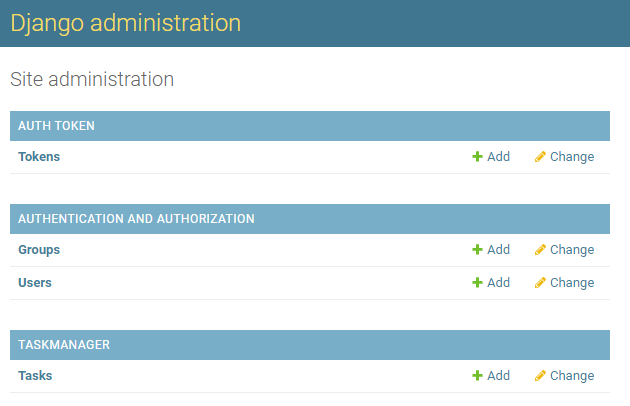 Django administration
Site administration
AUTH TOKEN
Tokens Add Change
AUTHENTICATION AND AUTHORIZATION
Groups Add Change
Users Add Change
TASKMANAGER
Tasks Add Change